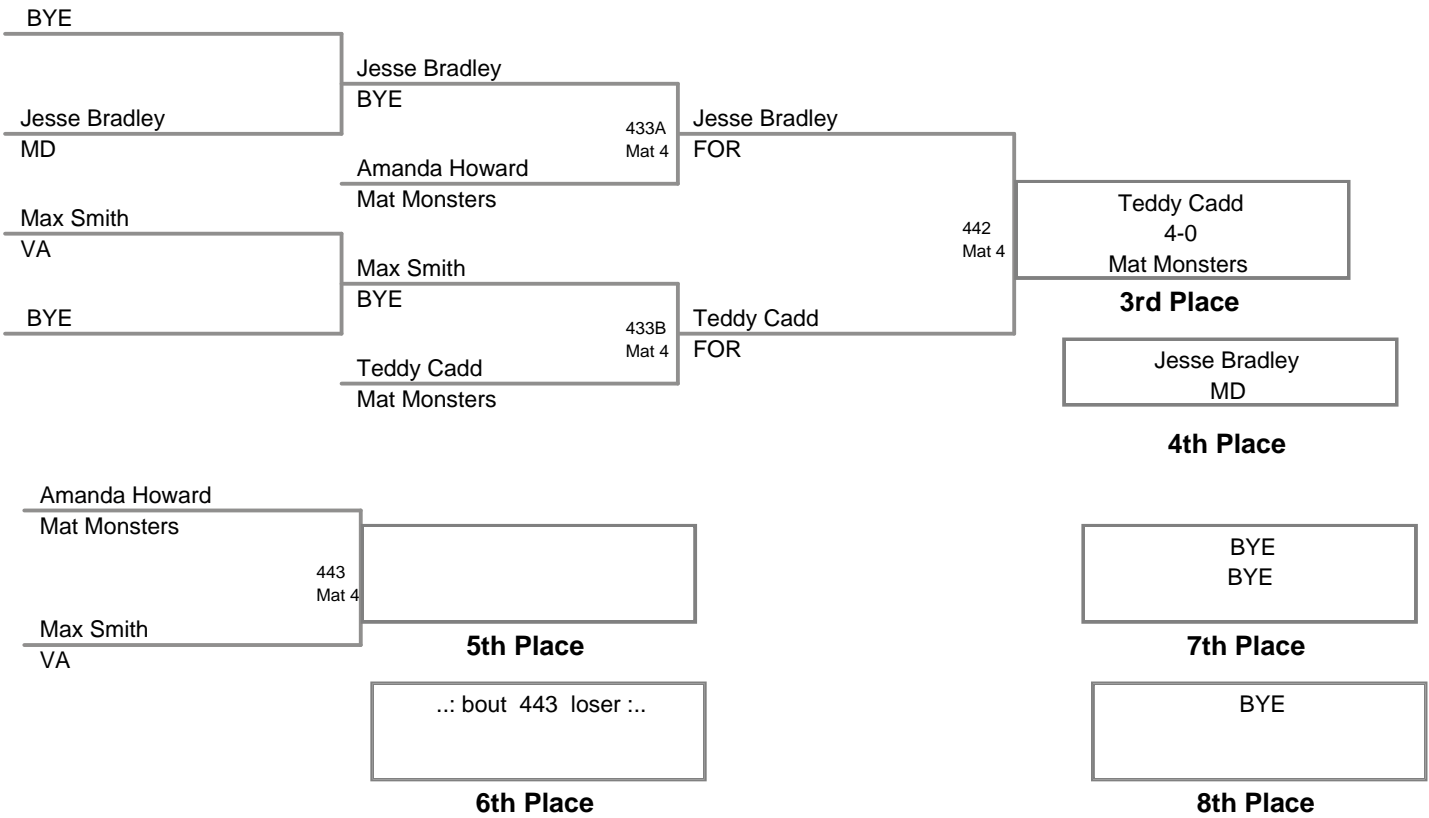 BYE
Jesse Bradley
BYE
Jesse Bradley
MD
433A
Mat 4
Jesse Bradley
FOR
Amanda Howard
Mat Monsters
Max Smith
VA
442
Mat 4
Teddy Cadd
4-0
Mat Monsters
3rd Place
Max Smith
BYE
BYE
433B
Mat 4
Teddy Cadd
FOR
Teddy Cadd
Mat Monsters
Jesse Bradley
MD
4th Place
Amanda Howard
Mat Monsters
443
Mat 4
Max Smith
VA
5th Place
BYE
BYE
7th Place
..: bout 443 loser :..
6th Place
BYE
8th Place